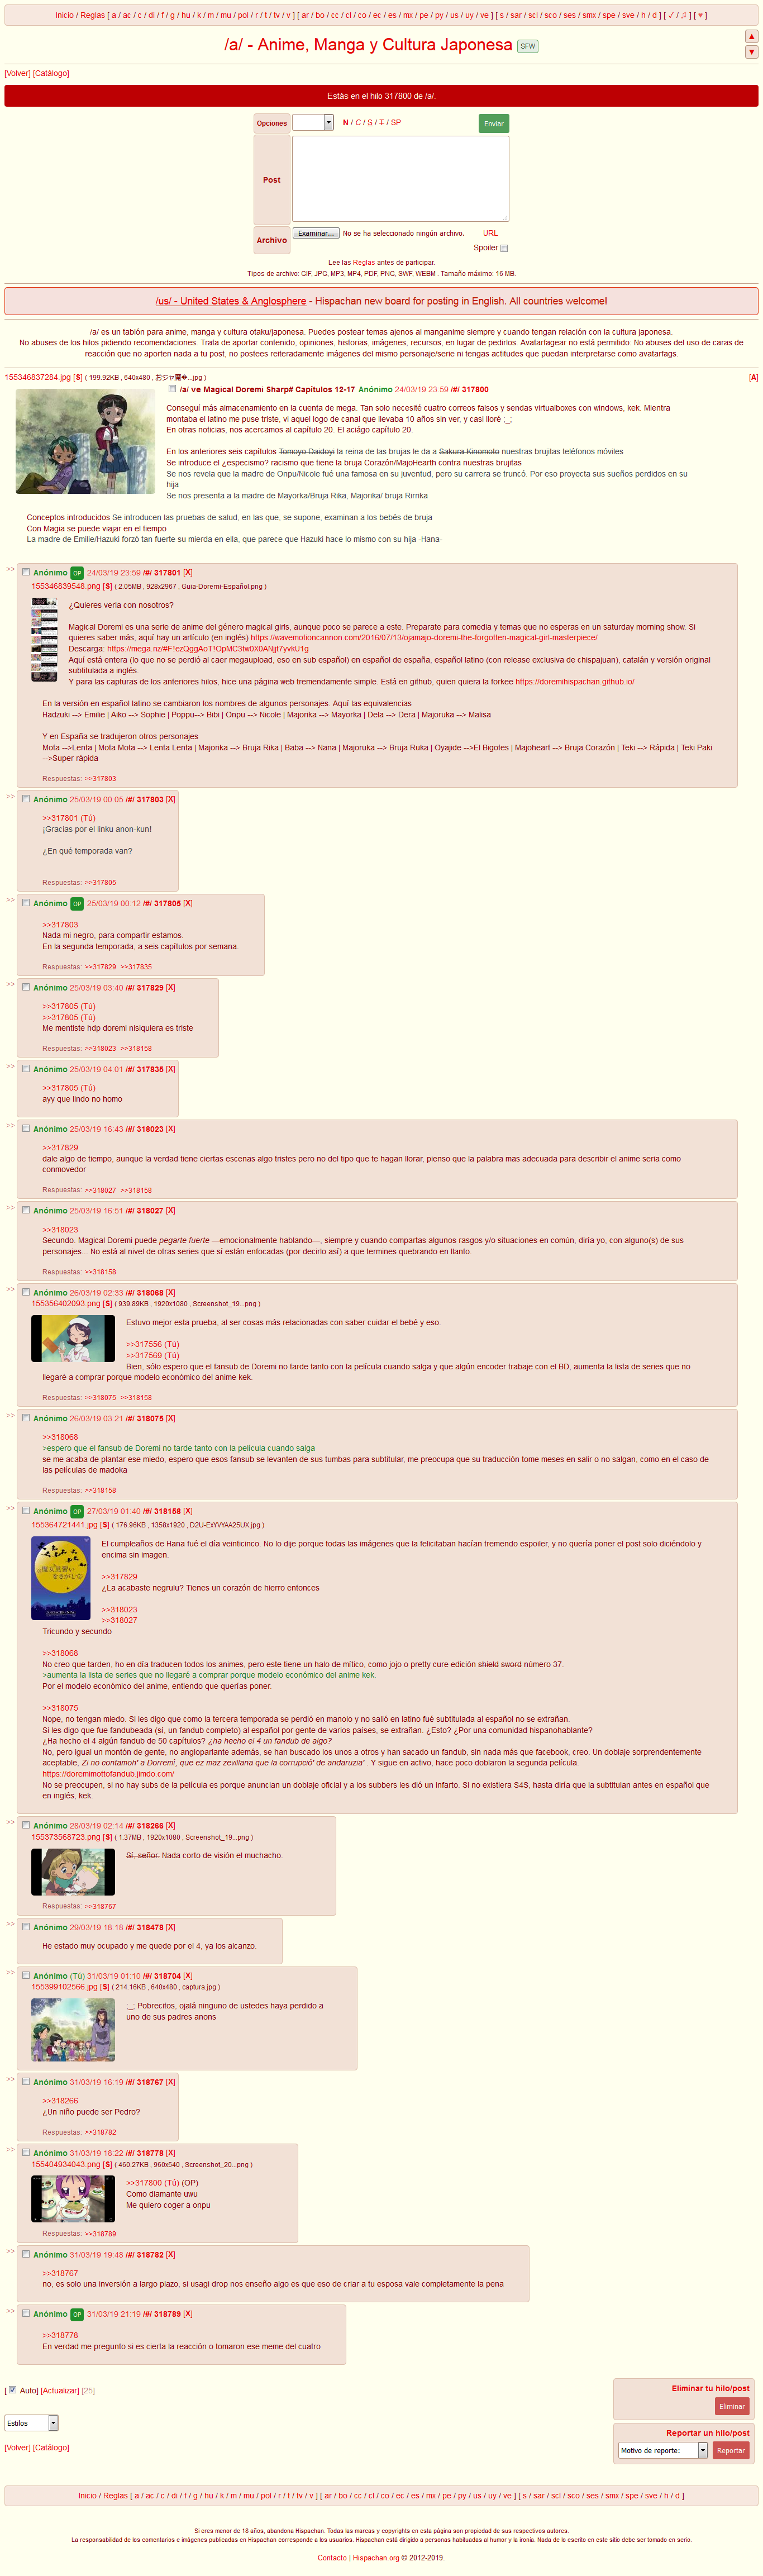 Inicio / Reglas [ a / ac / c / di / f / g / hu / k / m / mu / pol / r / t / tv / v ] [ ar / bo / cc / cl / co / ec / es / mx / pe / py / us / uy / ve ] [ s / sar / scl / sco / ses / smx / spe / sve / h / d ] [ ✓ / ♫ ] [ ♥ ]
/a/ - Anime, Manga y Cultura Japonesa SFW
▲
▼
[Volver] [Catálogo]
Estás en el hilo 317800 de /a/.
Opciones N / C / S / T / SP Enviar
Post
Archivo Examinar... No se ha seleccionado ningún archivo. URL
Spoiler
Lee las Reglas antes de participar.
Tipos de archivo: GIF, JPG, MP3, MP4, PDF, PNG, SWF, WEBM . Tamaño máximo: 16 MB.
/us/ - United States & Anglosphere - Hispachan new board for posting in English. All countries welcome!
/a/ es un tablón para anime, manga y cultura otaku/japonesa. Puedes postear temas ajenos al manganime siempre y cuando tengan relación con la cultura japonesa.
No abuses de los hilos pidiendo recomendaciones. Trata de aportar contenido, opiniones, historias, imágenes, recursos, en lugar de pedirlos. Avatarfagear no está permitido: No abuses del uso de caras de
reacción que no aporten nada a tu post, no postees reiteradamente imágenes del mismo personaje/serie ni tengas actitudes que puedan interpretarse como avatarfags.
155346837284.jpg [S] ( 199.92KB , 640x480 , おジャ魔�...jpg ) [A]
/a/ ve Magical Doremi Sharp# Capítulos 12-17 Anónimo 24/03/19 23:59 /#/ 317800
Conseguí más almacenamiento en la cuenta de mega. Tan solo necesité cuatro correos falsos y sendas virtualboxes con windows, kek. Mientra
montaba el latino me puse triste, vi aquel logo de canal que llevaba 10 años sin ver, y casi lloré ;_;
En otras noticias, nos acercamos al capítulo 20. El aciágo capítulo 20.
En los anteriores seis capítulos Tomoyo Daidoyi la reina de las brujas le da a Sakura Kinomoto nuestras brujitas teléfonos móviles
Se introduce el ¿especismo? racismo que tiene la bruja Corazón/MajoHearth contra nuestras brujitas
Se nos revela que la madre de Onpu/Nicole fué una famosa en su juventud, pero su carrera se truncó. Por eso proyecta sus sueños perdidos en su
hija
Se nos presenta a la madre de Mayorka/Bruja Rika, Majorika/ bruja Rirrika
Conceptos introducidos Se introducen las pruebas de salud, en las que, se supone, examinan a los bebés de bruja
Con Magia se puede viajar en el tiempo
La madre de Emilie/Hazuki forzó tan fuerte su mierda en ella, que parece que Hazuki hace lo mismo con su hija -Hana-
>> Anónimo OP 24/03/19 23:59 /#/ 317801 [X]
155346839548.png [S] ( 2.05MB , 928x2967 , Guia-Doremi-Español.png )
¿Quieres verla con nosotros?
Magical Doremi es una serie de anime del género magical girls, aunque poco se parece a este. Preparate para comedia y temas que no esperas en un saturday morning show. Si
quieres saber más, aquí hay un artículo (en inglés) https://wavemotioncannon.com/2016/07/13/ojamajo-doremi-the-forgotten-magical-girl-masterpiece/
Descarga: https://mega.nz/#F!ezQggAoT!OpMC3tw0X0ANjjt7yvkU1g
Aquí está entera (lo que no se perdió al caer megaupload, eso en sub español) en español de españa, español latino (con release exclusiva de chispajuan), catalán y versión original
subtitulada a inglés.
Y para las capturas de los anteriores hilos, hice una página web tremendamente simple. Está en github, quien quiera la forkee https://doremihispachan.github.io/
En la versión en español latino se cambiaron los nombres de algunos personajes. Aquí las equivalencias
Hadzuki --> Emilie | Aiko --> Sophie | Poppu--> Bibi | Onpu --> Nicole | Majorika --> Mayorka | Dela --> Dera | Majoruka --> Malisa
Y en España se tradujeron otros personajes
Mota -->Lenta | Mota Mota --> Lenta Lenta | Majorika --> Bruja Rika | Baba --> Nana | Majoruka --> Bruja Ruka | Oyajide -->El Bigotes | Majoheart --> Bruja Corazón | Teki --> Rápida | Teki Paki
-->Super rápida
Respuestas: >>317803
>> Anónimo 25/03/19 00:05 /#/ 317803 [X]
>>317801 (Tú)
¡Gracias por el linku anon-kun!
¿En qué temporada van?
Respuestas: >>317805
>> Anónimo OP 25/03/19 00:12 /#/ 317805 [X]
>>317803
Nada mi negro, para compartir estamos.
En la segunda temporada, a seis capítulos por semana.
Respuestas: >>317829 >>317835
>> Anónimo 25/03/19 03:40 /#/ 317829 [X]
>>317805 (Tú)
>>317805 (Tú)
Me mentiste hdp doremi nisiquiera es triste
Respuestas: >>318023 >>318158
>> Anónimo 25/03/19 04:01 /#/ 317835 [X]
>>317805 (Tú)
ayy que lindo no homo
>> Anónimo 25/03/19 16:43 /#/ 318023 [X]
>>317829
dale algo de tiempo, aunque la verdad tiene ciertas escenas algo tristes pero no del tipo que te hagan llorar, pienso que la palabra mas adecuada para describir el anime seria como
conmovedor
Respuestas: >>318027 >>318158
>> Anónimo 25/03/19 16:51 /#/ 318027 [X]
>>318023
Secundo. Magical Doremi puede pegarte fuerte —emocionalmente hablando—, siempre y cuando compartas algunos rasgos y/o situaciones en común, diría yo, con alguno(s) de sus
personajes... No está al nivel de otras series que sí están enfocadas (por decirlo así) a que termines quebrando en llanto.
Respuestas: >>318158
>> Anónimo 26/03/19 02:33 /#/ 318068 [X]
155356402093.png [S] ( 939.89KB , 1920x1080 , Screenshot_19...png )
Estuvo mejor esta prueba, al ser cosas más relacionadas con saber cuidar el bebé y eso.
>>317556 (Tú)
>>317569 (Tú)
Bien, sólo espero que el fansub de Doremi no tarde tanto con la película cuando salga y que algún encoder trabaje con el BD, aumenta la lista de series que no
llegaré a comprar porque modelo económico del anime kek.
Respuestas: >>318075 >>318158
>> Anónimo 26/03/19 03:21 /#/ 318075 [X]
>>318068
>espero que el fansub de Doremi no tarde tanto con la película cuando salga
se me acaba de plantar ese miedo, espero que esos fansub se levanten de sus tumbas para subtitular, me preocupa que su traducción tome meses en salir o no salgan, como en el caso de
las películas de madoka
Respuestas: >>318158
>> Anónimo OP 27/03/19 01:40 /#/ 318158 [X]
155364721441.jpg [S] ( 176.96KB , 1358x1920 , D2U-ExYVYAA25UX.jpg )
El cumpleaños de Hana fué el día veinticinco. No lo dije porque todas las imagenes que la felicitaban hacían tremendo espoiler, y no quería poner el post solo diciéndolo y
encima sin imagen.
>>317829
¿La acabaste negrulu? Tienes un corazón de hierro entonces
>>318023
>>318027
Tricundo y secundo
>>318068
No creo que tarden, ho en día traducen todos los animes, pero este tiene un halo de mítico, como jojo o pretty cure edición shield sword número 37.
>aumenta la lista de series que no llegaré a comprar porque modelo económico del anime kek.
Por el modelo económico del anime, entiendo que querías poner.
>>318075
Nope, no tengan miedo. Si les digo que como la tercera temporada se perdió en manolo y no salió en latino fué subtitulada al español no se extrañan.
Si les digo que fue fandubeada (sí, un fandub completo) al español por gente de varios países, se extrañan. ¿Esto? ¿Por una comunidad hispanohablante?
¿Ha hecho el 4 algún fandub de 50 capítulos? ¿ha hecho el 4 un fandub de algo?
No, pero igual un montón de gente, no angloparlante además, se han buscado los unos a otros y han sacado un fandub, sin nada más que facebook, creo. Un doblaje sorprendentemente
aceptable, Zi no contamoh' a Dorremí, que ez maz zevillana que la corrupció' de andaruzia' . Y sigue en activo, hace poco doblaron la segunda película.
https://doremimottofandub.jimdo.com/
No se preocupen, si no hay subs de la película es porque anuncian un doblaje oficial y a los subbers les dió un infarto. Si no existiera S4S, hasta diría que la subtitulan antes en español que
en inglés, kek.
>> Anónimo 28/03/19 02:14 /#/ 318266 [X]
155373568723.png [S] ( 1.37MB , 1920x1080 , Screenshot_19...png )
Sí, señor. Nada corto de visión el muchacho.
Respuestas: >>318767
>> Anónimo 29/03/19 18:18 /#/ 318478 [X]
He estado muy ocupado y me quede por el 4, ya los alcanzo.
>> Anónimo (Tú) 31/03/19 01:10 /#/ 318704 [X]
155399102566.jpg [S] ( 214.16KB , 640x480 , captura.jpg )
;_; Pobrecitos, ojalá ninguno de ustedes haya perdido a
uno de sus padres anons
>> Anónimo 31/03/19 16:19 /#/ 318767 [X]
>>318266
¿Un niño puede ser Pedro?
Respuestas: >>318782
>> Anónimo 31/03/19 18:22 /#/ 318778 [X]
155404934043.png [S] ( 460.27KB , 960x540 , Screenshot_20...png )
>>317800 (Tú) (OP)
Como diamante uwu
Me quiero coger a onpu
Respuestas: >>318789
>> Anónimo 31/03/19 19:48 /#/ 318782 [X]
>>318767
no, es solo una inversión a largo plazo, si usagi drop nos enseño algo es que eso de criar a tu esposa vale completamente la pena
>> Anónimo OP 31/03/19 21:19 /#/ 318789 [X]
>>318778
En verdad me pregunto si es cierta la reacción o tomaron ese meme del cuatro
[ Auto] [Actualizar] [25]
Eliminar tu hilo/post
Eliminar
Estilos
Reportar un hilo/post
Motivo de reporte: Reportar
[Volver] [Catálogo]
Inicio / Reglas [ a / ac / c / di / f / g / hu / k / m / mu / pol / r / t / tv / v ] [ ar / bo / cc / cl / co / ec / es / mx / pe / py / us / uy / ve ] [ s / sar / scl / sco / ses / smx / spe / sve / h / d ]
Si eres menor de 18 años, abandona Hispachan. Todas las marcas y copyrights en esta página son propiedad de sus respectivos autores.
La responsabilidad de los comentarios e imágenes publicadas en Hispachan corresponde a los usuarios. Hispachan está dirigido a personas habituadas al humor y la ironía. Nada de lo escrito en este sitio debe ser tomado en serio.
Contacto | Hispachan.org © 2012-2019.